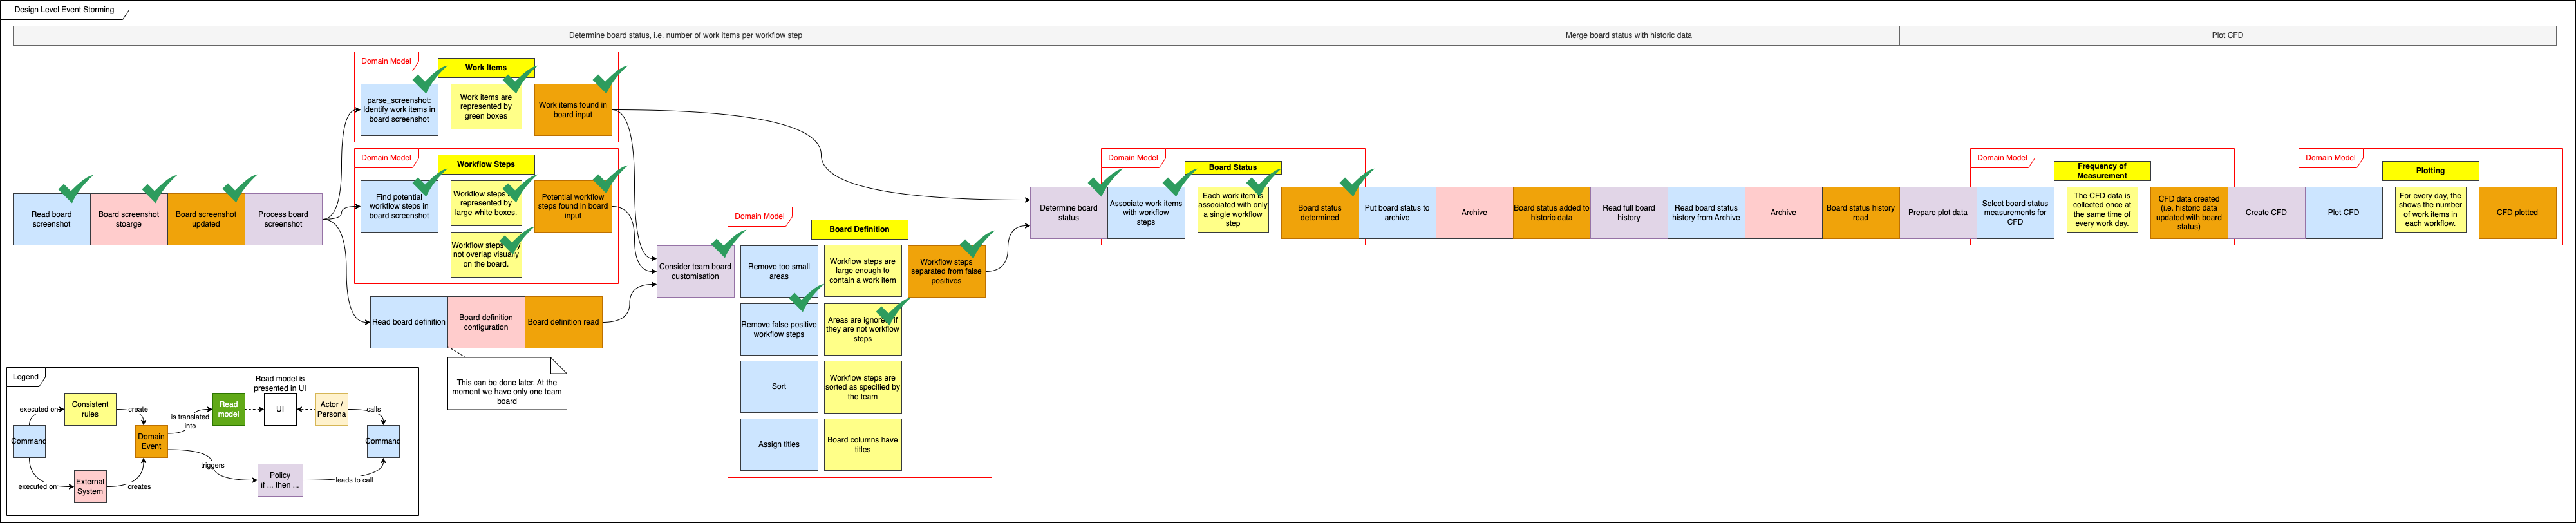 Design Level Event Storming
Determine board status, i.e. number of work items per workflow step
Merge board status with historic data
Plot CFD
Domain Model
Work Items
parse_screenshot:
Identify work items in
board screenshot
Work items are
represented by
green boxes
Work items found in
board input
Domain Model
Workflow Steps
Find potential
workflow steps in
board screenshot
Workflow steps
represented by
large white boxes.
Potential workflow
steps found in board
input
Workflow steps
not overlap visually
on the board.
Read board
screenshot
Board screenshot
stoarge
Board screenshot
updated
Process board
screenshot
Read board definition
Board definition
configuration
Board definition read
This can be done later. At the
moment we have only one team
board
Consider team board
customisation
Domain Model
Board Definition
Remove too small
areas
Workflow steps are
large enough to
contain a work item
Workflow steps
separated from false
positives
Remove false positive
workflow steps
Areas are ignored if
they are not workflow
steps
Sort
Workflow steps are
sorted as specified by
the team
Assign titles
Board columns have
titles
Determine board
status
Domain Model
Board Status
Associate work items
with workflow
steps
Each work item is
associated with only
a single workflow
step
Board status
determined
Put board status to
archive
Archive
Board status added to
historic data
Read full board
history
Read board status
history from Archive
Archive
Board status history
read
Prepare plot data
Domain Model
Frequency of
Measurement
Select board status
measurements for
CFD
The CFD data is
collected once at
the same time of
every work day.
CFD data created
(i.e. historic data
updated with board
status)
Create CFD
Domain Model
Plotting
Plot CFD
For every day, the
shows the number
of work items in
each workflow.
CFD plotted
Legend
Read model is
presented in UI
executed on
Consistent
rules
create
is translated
into
Read
model
UI
Actor /
Persona
calls
Command
Domain
Event
Command
triggers
executed on
External
System
creates
Policy
if ... then ...
leads to call